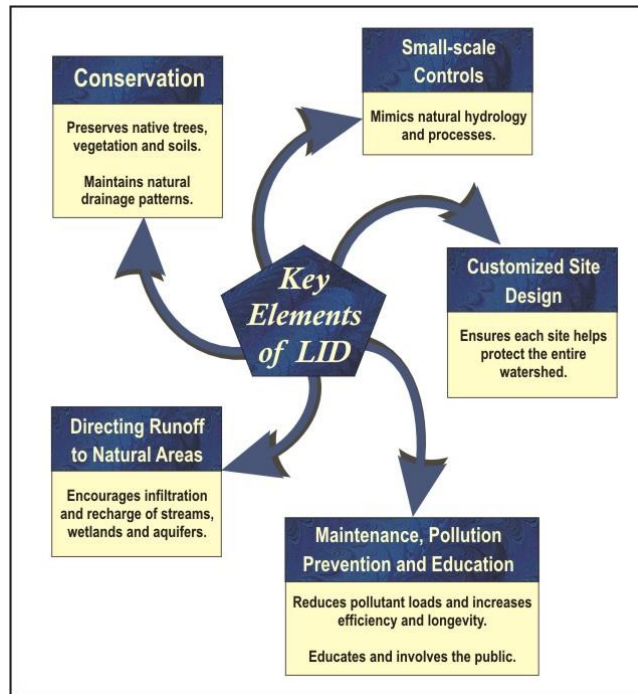 Conservation
Preserves native trees,
vegetation and soils.
Maintains natural
drainage patterns.
Small-scale
Controls
Mimics natural hydrology
and processes.
Key
Elements
of LID
Customized Site
Design
Ensures each site helps
protect the entire
watershed.
Directing Runoff
to Natural Areas
Encourages infiltration
and recharge of streams,
wetlands and aquifers.
Maintenance, Pollution
Prevention and Education
Reduces pollutant loads and increases
efficiency and longevity.
Educates and involves the public.